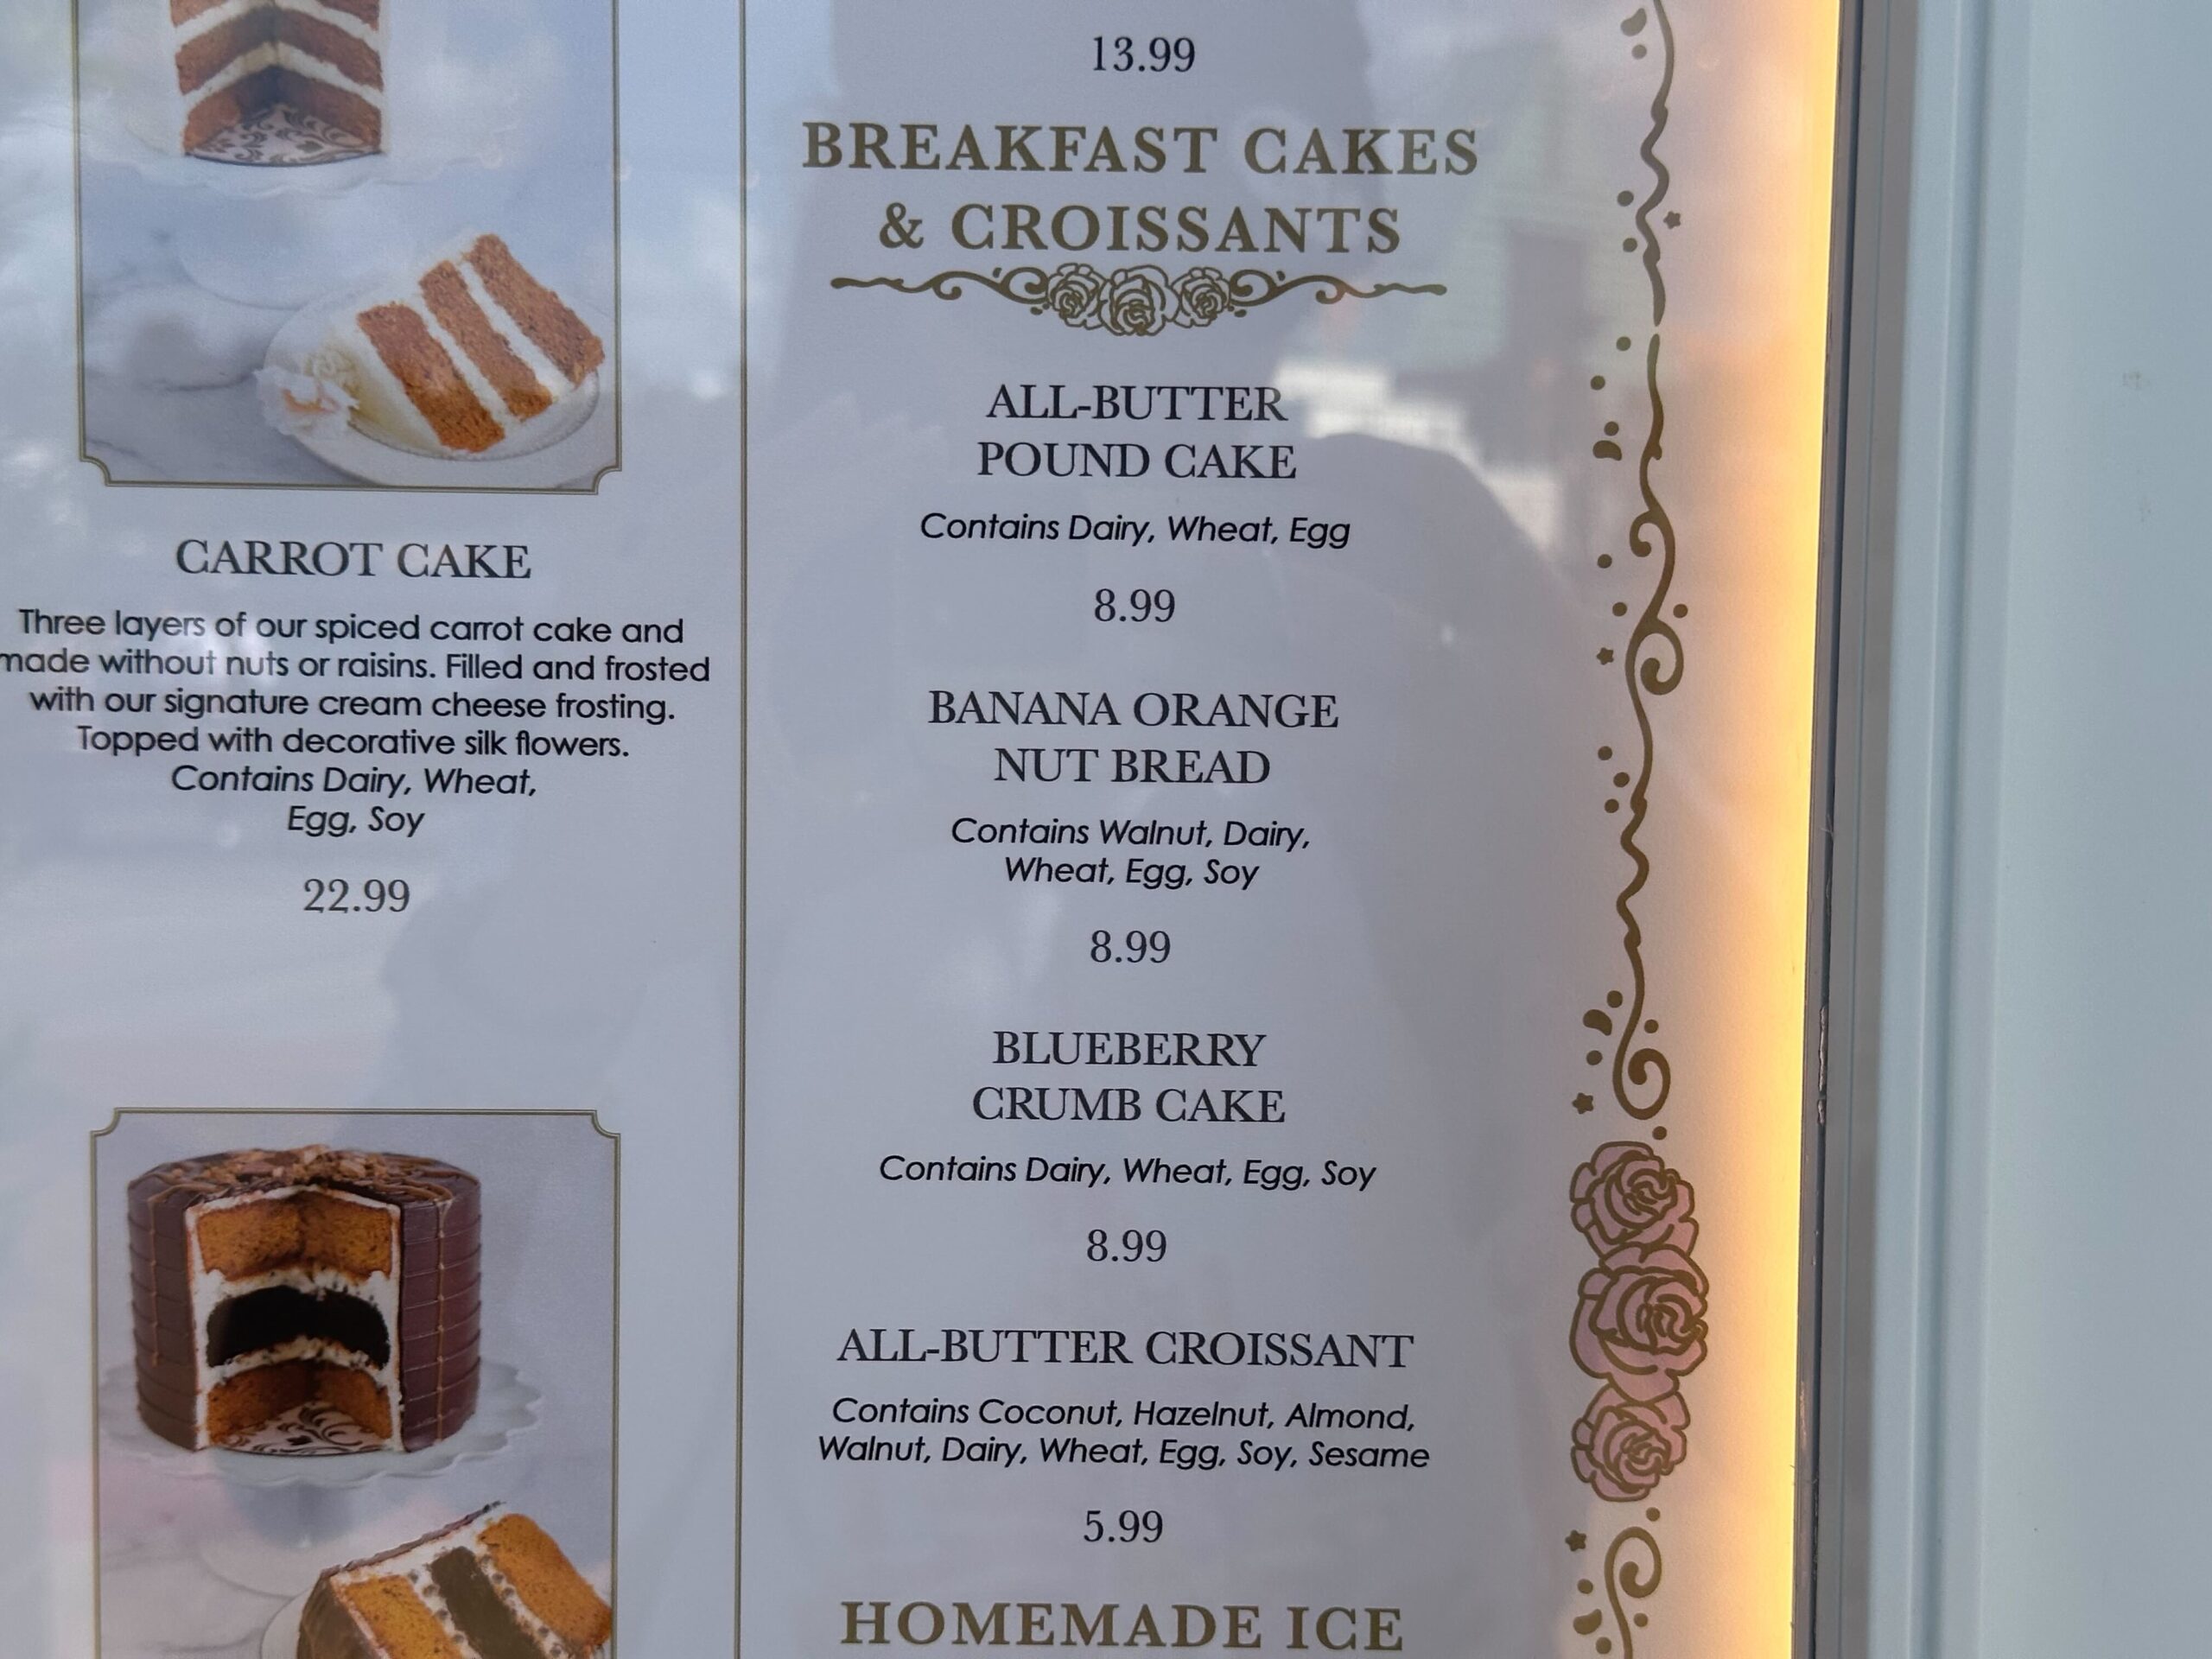 CARROT CAKE
Three layers of our spiced carrot cake and
made without nuts or raisins. Filled and frosted
with our signature cream cheese frosting.
Topped with decorative silk flowers.
Contains Dairy, Wheat,
Egg, Soy
22.99
13.99
BREAKFAST CAKES
& CROISSANTS
ALL-BUTTER
POUND CAKE
Contains Dairy, Wheat, Egg
8.99
BANANA ORANGE
NUT BREAD
Contains Walnut, Dairy,
Wheat, Egg, Soy
8.99
BLUEBERRY
CRUMB CAKE
Contains Dairy, Wheat, Egg, Soy
8.99
ALL-BUTTER CROISSANT
Contains Coconut, Hazelnut, Almond,
Walnut, Dairy, Wheat, Egg, Soy, Sesame
5.99
HOMEMADE ICE